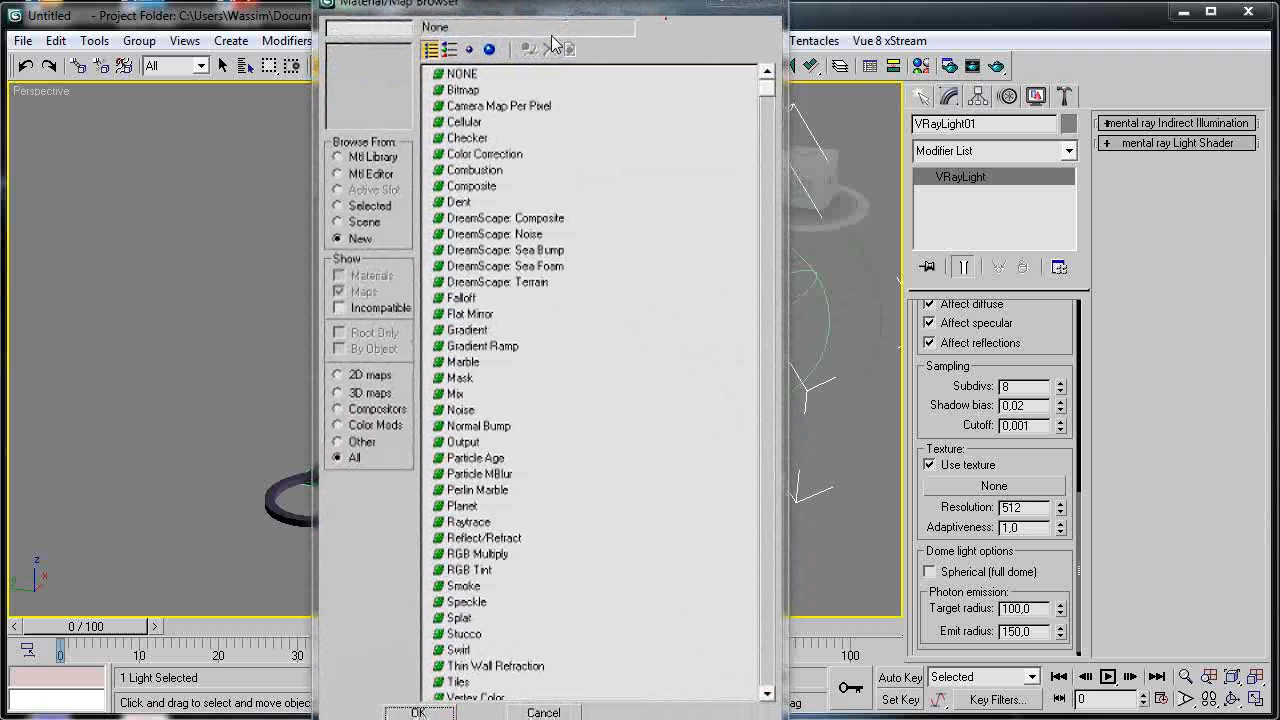 Untitled - Project Folder: C:\Users\Wassim\Docum
Material/Map Browser
File Edit Tools Group Views Create Modifiers
Tentacles Vue 8 xStream
All
None
Perspective
NONE
Bitmap
Camera Map Per Pixel
Cellular
Checker
Color Correction
Combustion
Composite
Dent
DreamScape: Composite
DreamScape: Noise
DreamScape: Sea Bump
DreamScape: Sea Foam
DreamScape: Terrain
Falloff
Flat Mirror
Gradient
Gradient Ramp
Marble
Mask
Mix
Noise
Normal Bump
Output
Particle Age
Particle MBlur
Perlin Marble
Planet
Raytrace
Reflect/Refract
RGB Multiply
RGB Tint
Smoke
Speckle
Splat
Stucco
Swirl
Thin Wall Refraction
Tiles
Vertex Color
Browse From:
Mtl Library
Mtl Editor
Active Slot
Selected
Scene
New
Show
Materials
Maps
Incompatible
Root Only
By Object
2D maps
3D maps
Compositors
Color Mods
Other
All
OK Cancel
VRayLight01
Modifier List
VRayLight
+ mental ray Indirect Illumination
+ mental ray Light Shader
Affect diffuse
Affect specular
Affect reflections
Sampling
Subdivs: 8
Shadow bias: 0,02
Cutoff: 0,001
Texture:
Use texture
None
Resolution: 512
Adaptiveness: 1,0
Dome light options
Spherical (full dome)
Photon emission:
Target radius: 100,0
Emit radius: 150,0
z
x
0 / 100
0 10 20 30
100
1 Light Selected
Click
Auto Key Selected
Set Key Key Filters...
0